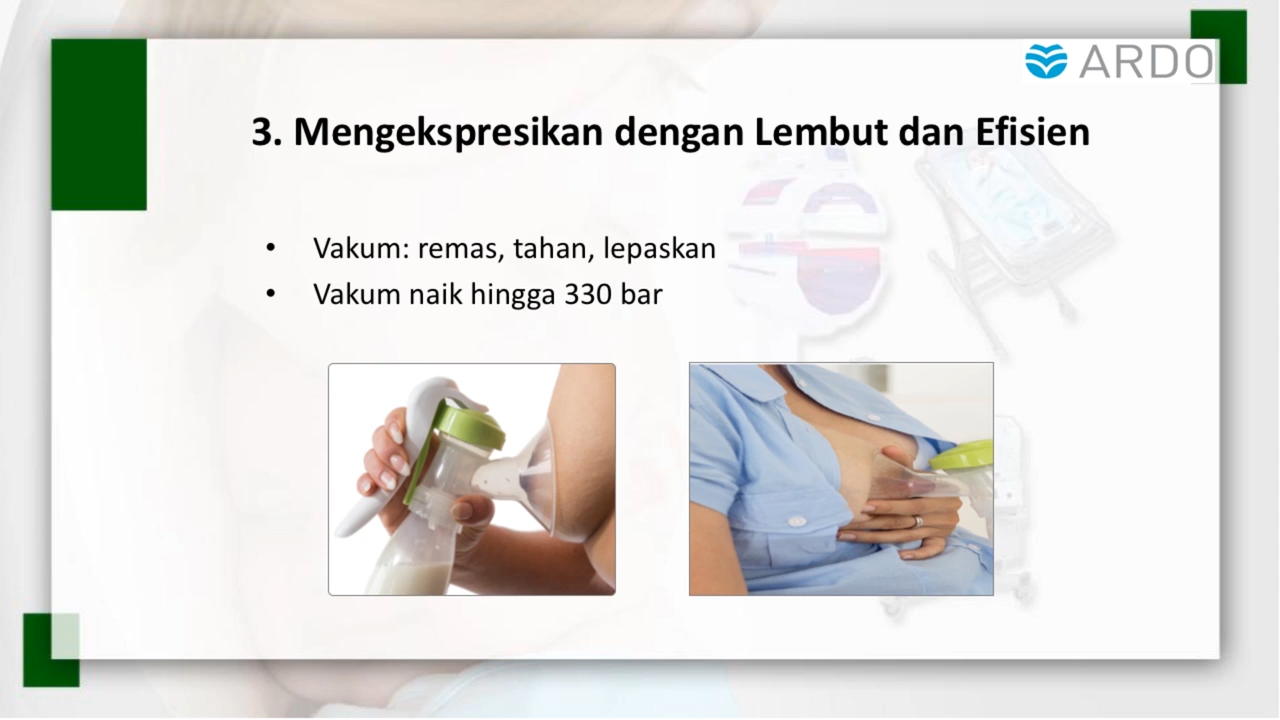 ARDO
3. Mengekspresikan dengan Lembut dan Efisien
• Vakum: remas, tahan, lepaskan
• Vakum naik hingga 330 bar